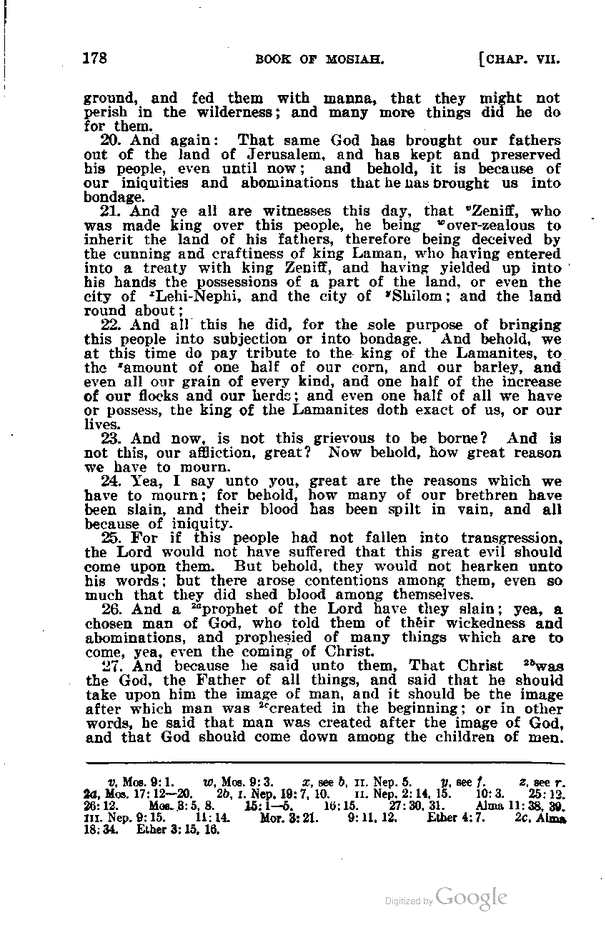 178 BOOK OF MOSIAH. [CHAP. VII.
ground, and fed them with manna, that they might not
perish in the wilderness; and many more things did he do
for them.
20. And again: That same God has brought our fathers
out of the land of Jerusalem, and has kept and preserved
his people, even until now; and behold, it is because of
our iniquities and abominations that he has brought us into
bondage.
21. And ye all are witnesses this day, that ᵛZeniff, who
was made king over this people, he being ʷover-zealous to
inherit the land of his fathers, therefore being deceived by
the cunning and craftiness of king Laman, who having entered
into a treaty with king Zeniff, and having yielded up into
his hands the possessions of a part of the land, or even the
city of ˣLehi-Nephi, and the city of ʸShilom; and the land
round about;
22. And all this he did, for the sole purpose of bringing
this people into subjection or into bondage. And behold, we
at this time do pay tribute to the king of the Lamanites, to
the ᶻamount of one half of our corn, and our barley, and
even all our grain of every kind, and one half of the increase
of our flocks and our herds; and even one half of all we have
or possess, the king of the Lamanites doth exact of us, or our
lives.
23. And now, is not this grievous to be borne? And is
not this, our affliction, great? Now behold, how great reason
we have to mourn.
24. Yea, I say unto you, great are the reasons which we
have to mourn; for behold, how many of our brethren have
been slain, and their blood has been spilt in vain, and all
because of iniquity.
25. For if this people had not fallen into transgression,
the Lord would not have suffered that this great evil should
come upon them. But behold, they would not hearken unto
his words; but there arose contentions among them, even so
much that they did shed blood among themselves.
26. And a ²ᵃprophet of the Lord have they slain; yea, a
chosen man of God, who told them of their wickedness and
abominations, and prophesied of many things which are to
come, yea, even the coming of Christ.
27. And because he said unto them, That Christ ²ᵇwas
the God, the Father of all things, and said that he should
take upon him the image of man, and it should be the image
after which man was ²ᶜcreated in the beginning; or in other
words, he said that man was created after the image of God,
and that God should come down among the children of men.
v, Mos. 9:1. w, Mos. 9:3. x, see b, II. Nep. 5. y, see f. z, see r.
2a, Mos. 17:12—20. 2b, I. Nep. 19:7, 10. II. Nep. 2:14, 15. 10:3. 25:12.
26:12. Mos. 3:5, 8. 15:1—5. 16:15. 27:30, 31. Alma 11:38, 39.
III. Nep. 9:15. 11:14. Mor. 3:21. 9:11, 12. Ether 4:7. 2c, Alma
18:34. Ether 3:15, 16.
Digitized by Google